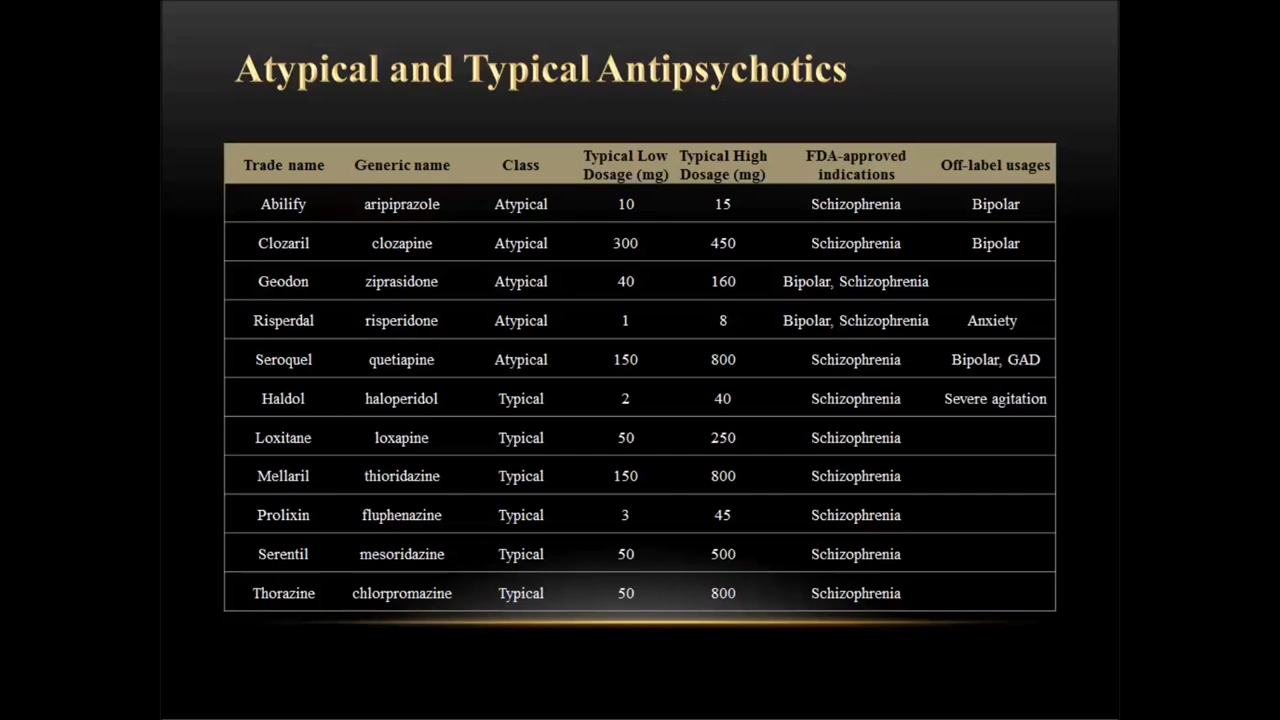 Atypical and Typical Antipsychotics
Trade name Generic name Class Typical Low Dosage (mg) Typical High Dosage (mg) FDA-approved indications Off-label usages
Abilify aripiprazole Atypical 10 15 Schizophrenia Bipolar
Clozaril clozapine Atypical 300 450 Schizophrenia Bipolar
Geodon ziprasidone Atypical 40 160 Bipolar, Schizophrenia
Risperdal risperidone Atypical 1 8 Bipolar, Schizophrenia Anxiety
Seroquel quetiapine Atypical 150 800 Schizophrenia Bipolar, GAD
Haldol haloperidol Typical 2 40 Schizophrenia Severe agitation
Loxitane loxapine Typical 50 250 Schizophrenia
Mellaril thioridazine Typical 150 800 Schizophrenia
Prolixin fluphenazine Typical 3 45 Schizophrenia
Serentil mesoridazine Typical 50 500 Schizophrenia
Thorazine chlorpromazine Typical 50 800 Schizophrenia